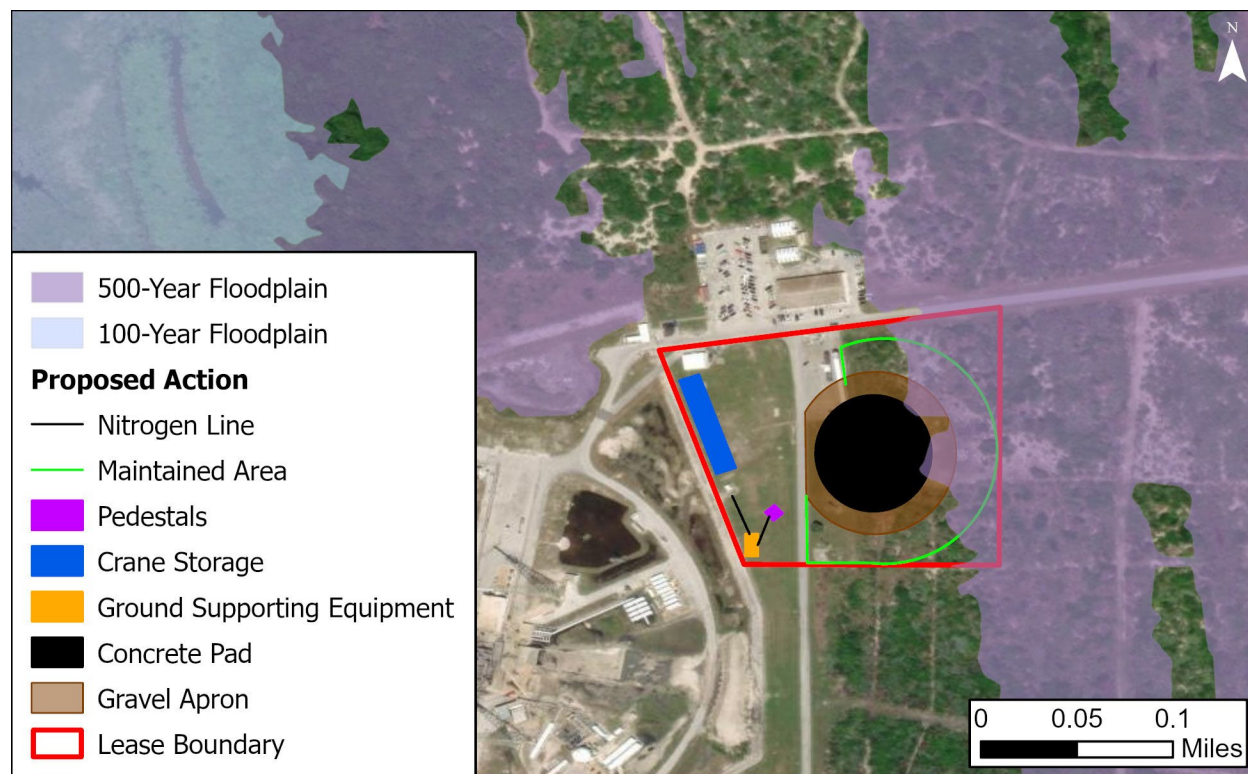 N
500-Year Floodplain
100-Year Floodplain
Proposed Action
Nitrogen Line
Maintained Area
Pedestals
Crane Storage
Ground Supporting Equipment
Concrete Pad
Gravel Apron
Lease Boundary
0 0.05 0.1
Miles